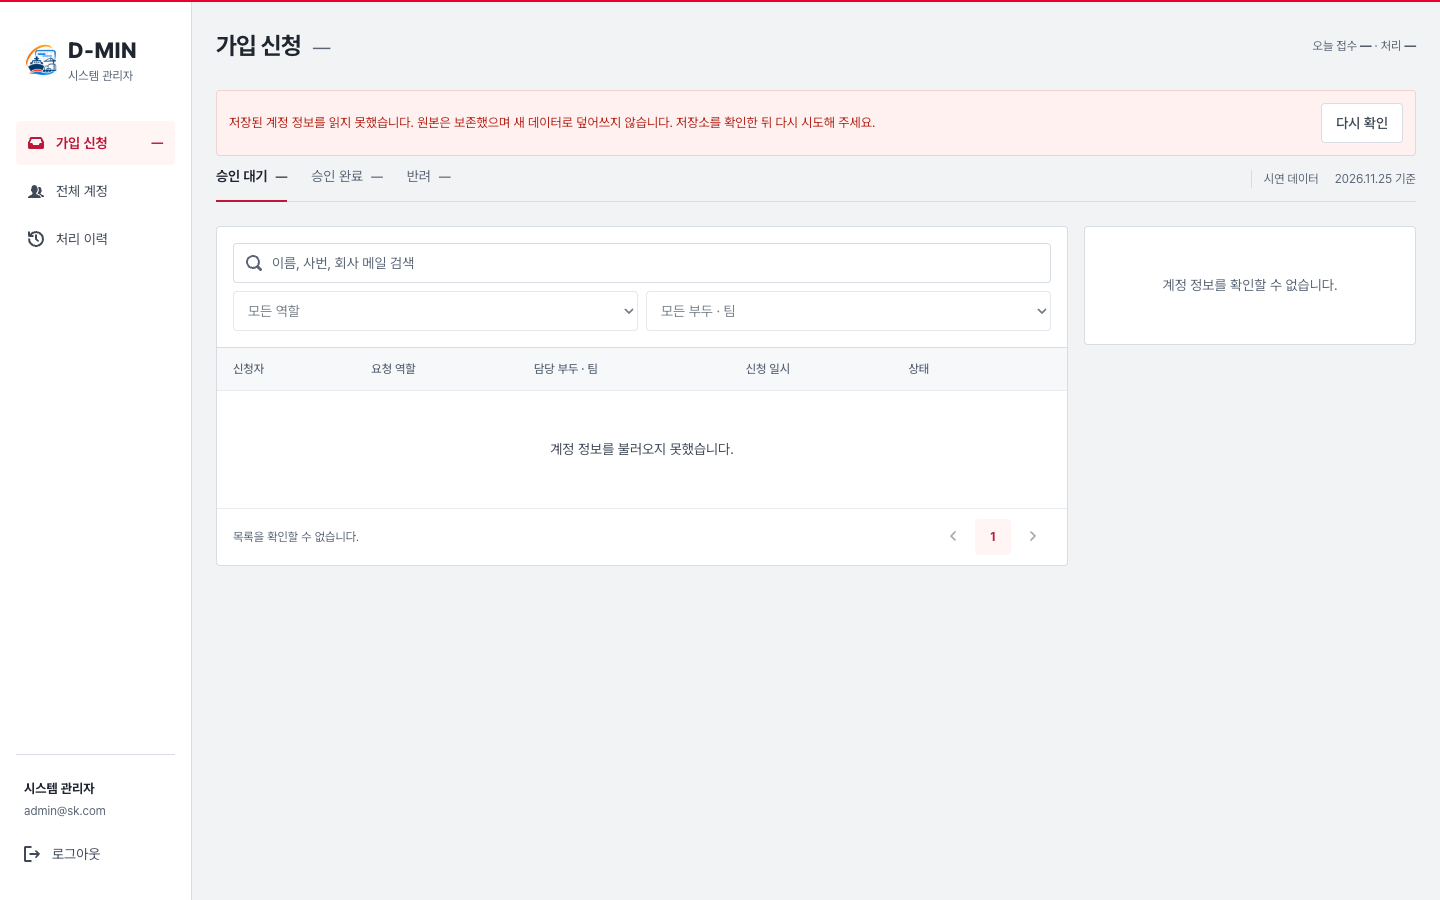 D-MIN
시스템 관리자
가입 신청 —
전체 계정
처리 이력
시스템 관리자
admin@sk.com
로그아웃
가입 신청 —
오늘 접수 — · 처리 —
저장된 계정 정보를 읽지 못했습니다. 원본은 보존했으며 새 데이터로 덮어쓰지 않습니다. 저장소를 확인한 뒤 다시 시도해 주세요.
다시 확인
승인 대기 — 승인 완료 — 반려 —
시연 데이터 2026.11.25 기준
이름, 사번, 회사 메일 검색
모든 역할 모든 부두 · 팀
신청자 요청 역할 담당 부두 · 팀 신청 일시 상태
계정 정보를 불러오지 못했습니다.
목록을 확인할 수 없습니다.
1
계정 정보를 확인할 수 없습니다.